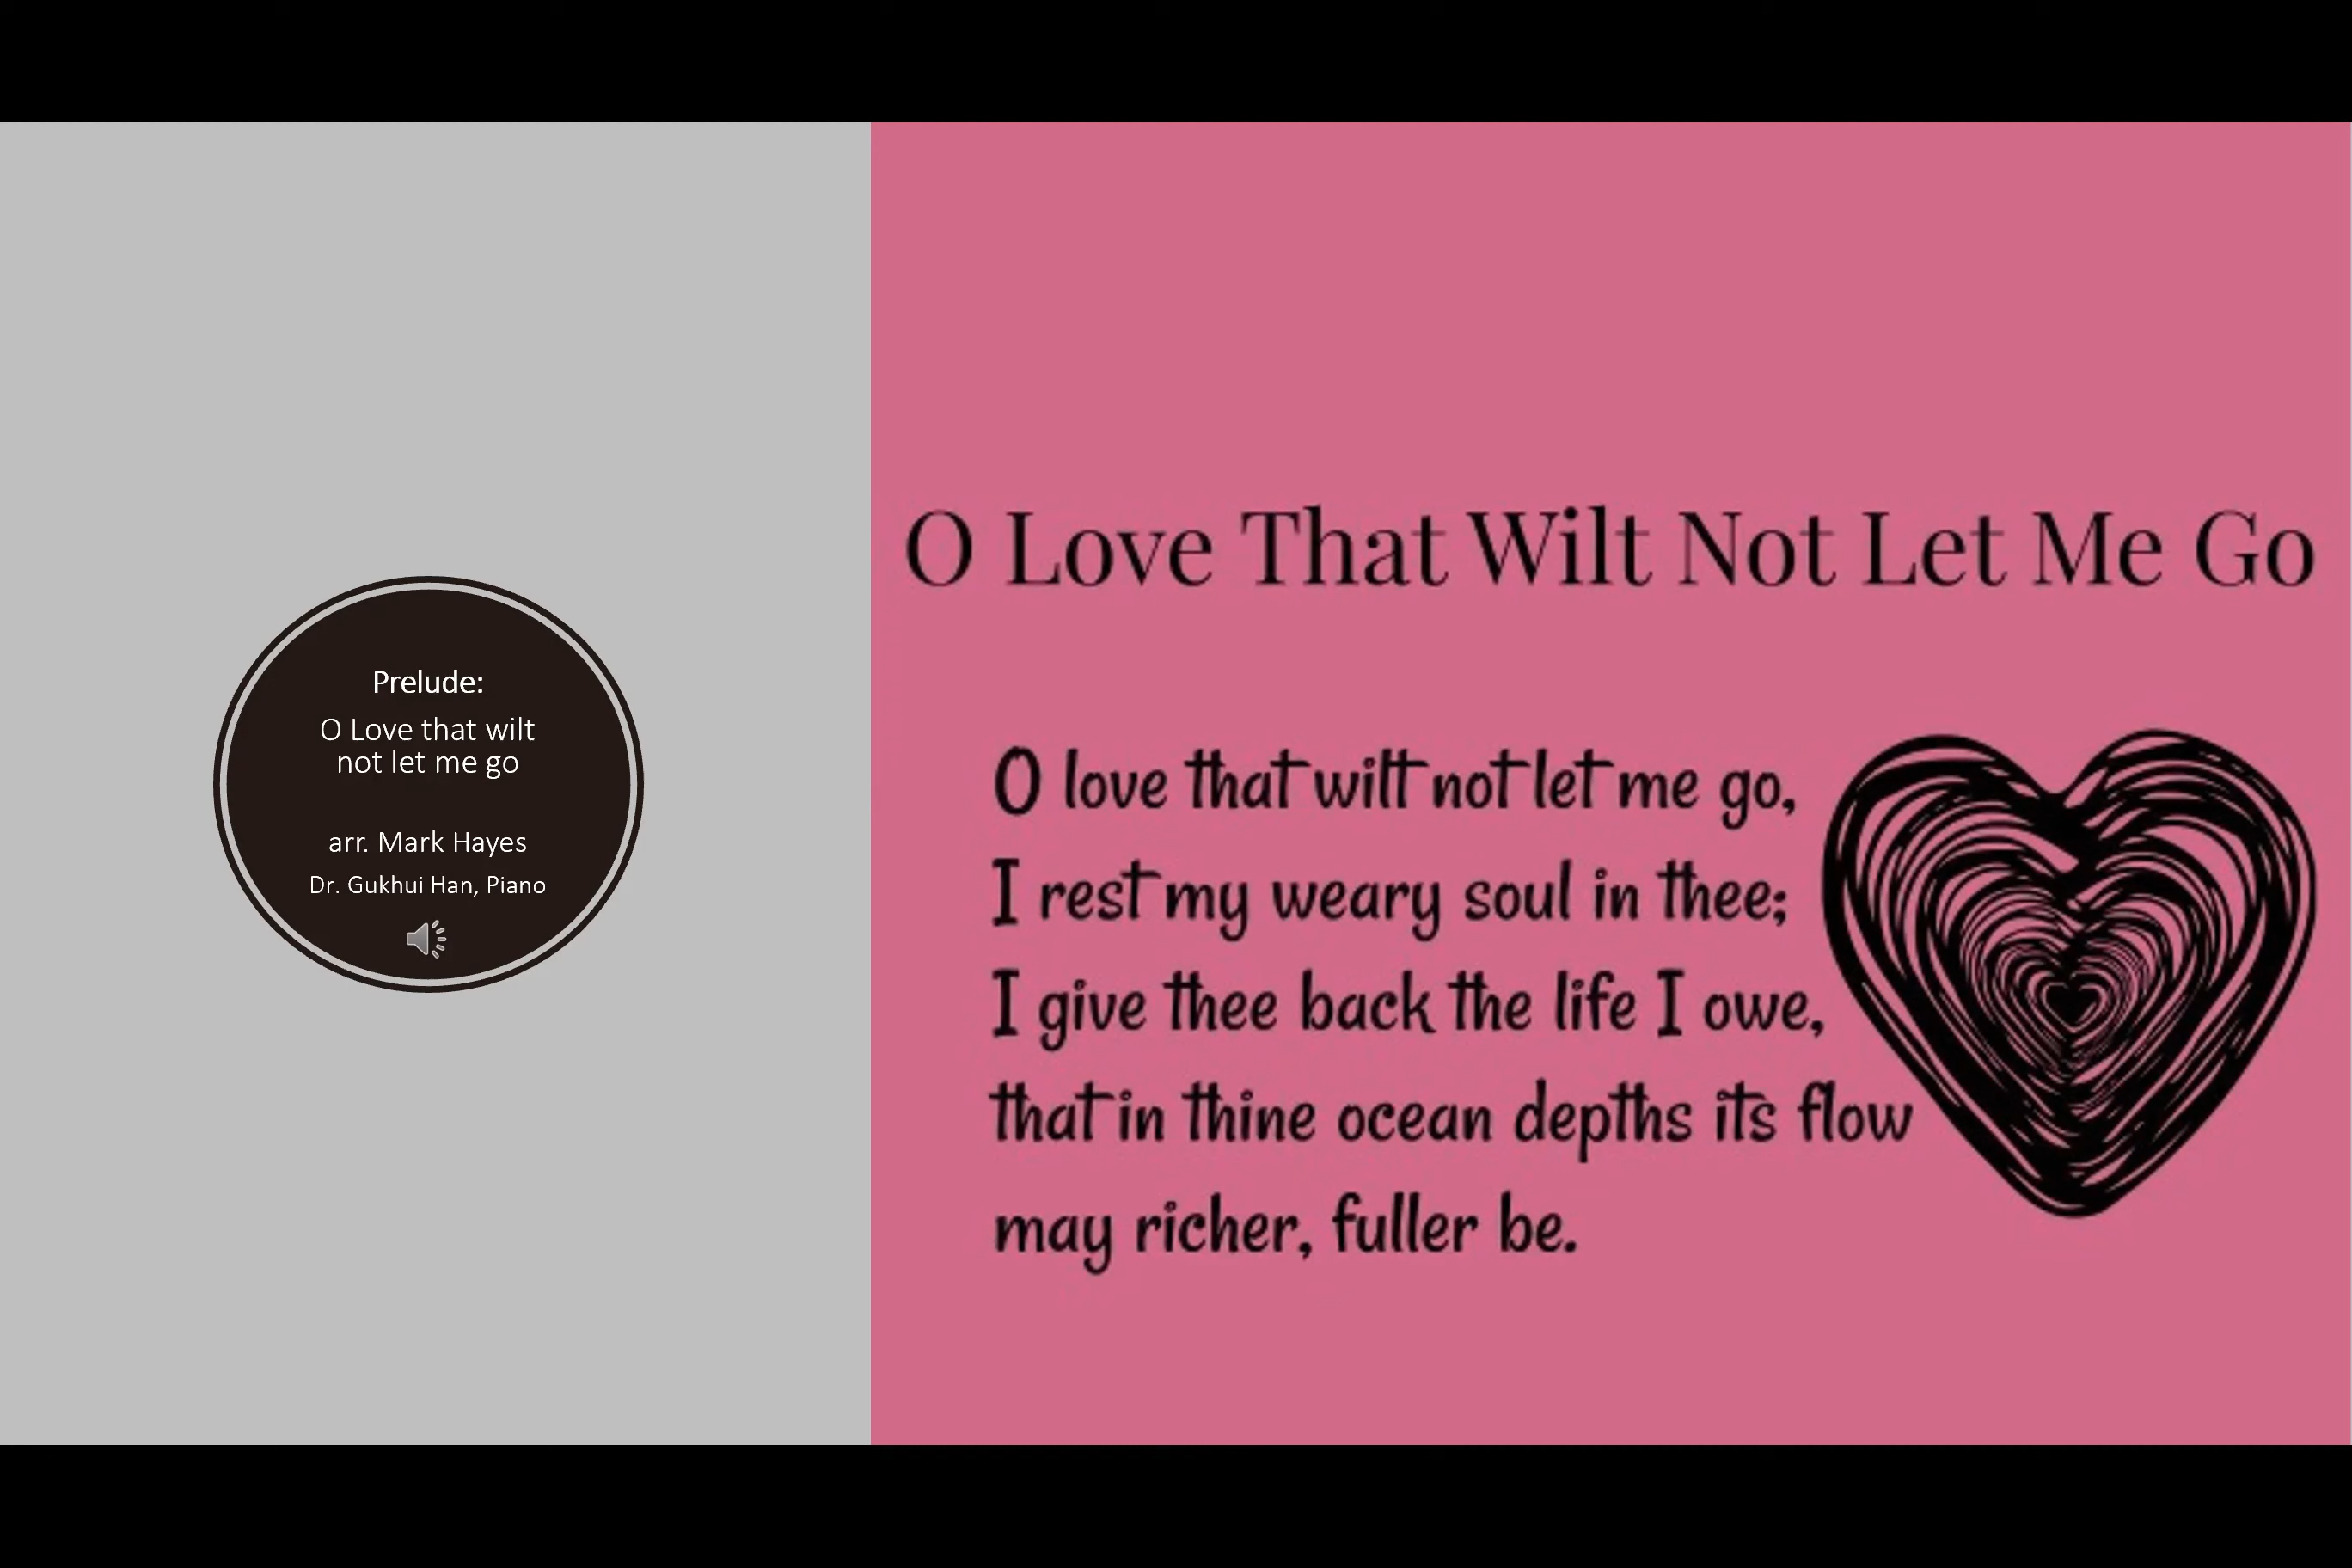 Prelude:
O Love that wilt
not let me go
arr. Mark Hayes
Dr. Gukhui Han, Piano
O Love That Wilt Not Let Me Go
O love that wilt not let me go,
I rest my weary soul in thee;
I give thee back the life I owe,
that in thine ocean depths its flow
may richer, fuller be.